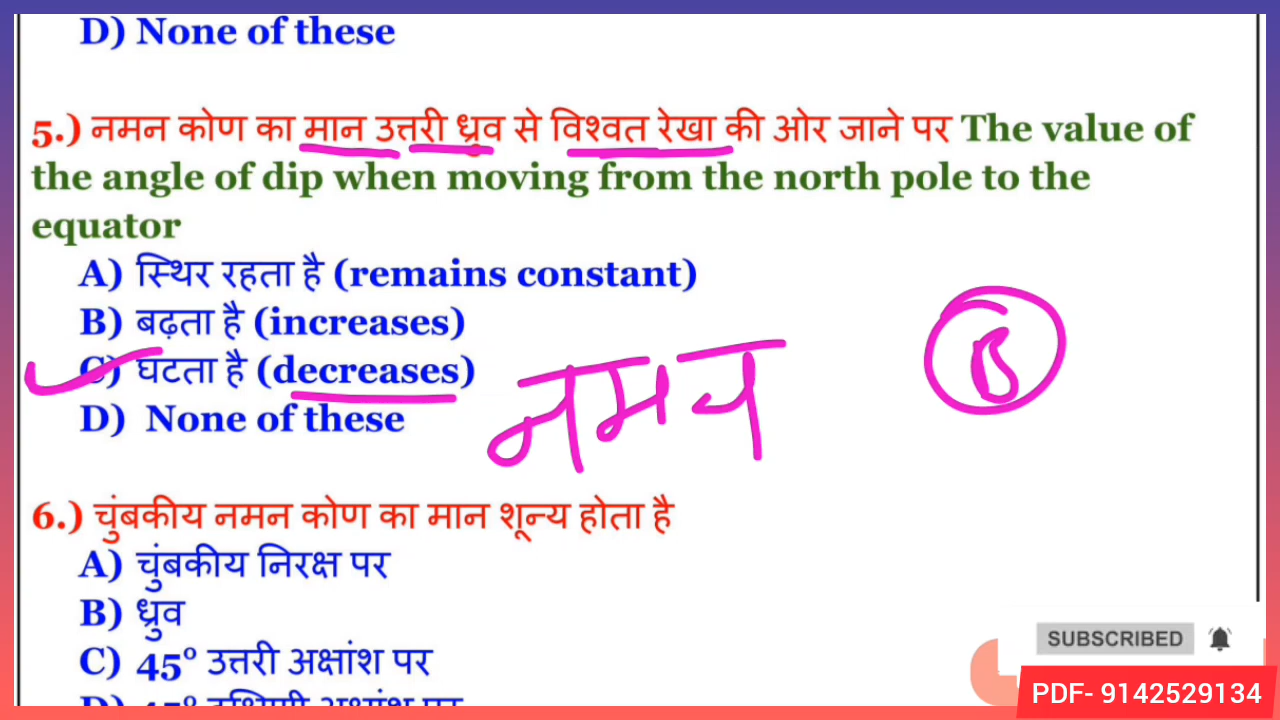 D) None of these
5.) नमन कोण का मान उत्तरी ध्रुव से विश्वत रेखा की ओर जाने पर The value of
the angle of dip when moving from the north pole to the
equator
A) स्थिर रहता है (remains constant)
B) बढ़ता है (increases)
C) घटता है (decreases)
D) None of these
नमन
B
6.) चुंबकीय नमन कोण का मान शून्य होता है
A) चुंबकीय निरक्ष पर
B) ध्रुव
C) 45° उत्तरी अक्षांश पर
SUBSCRIBED
PDF- 9142529134